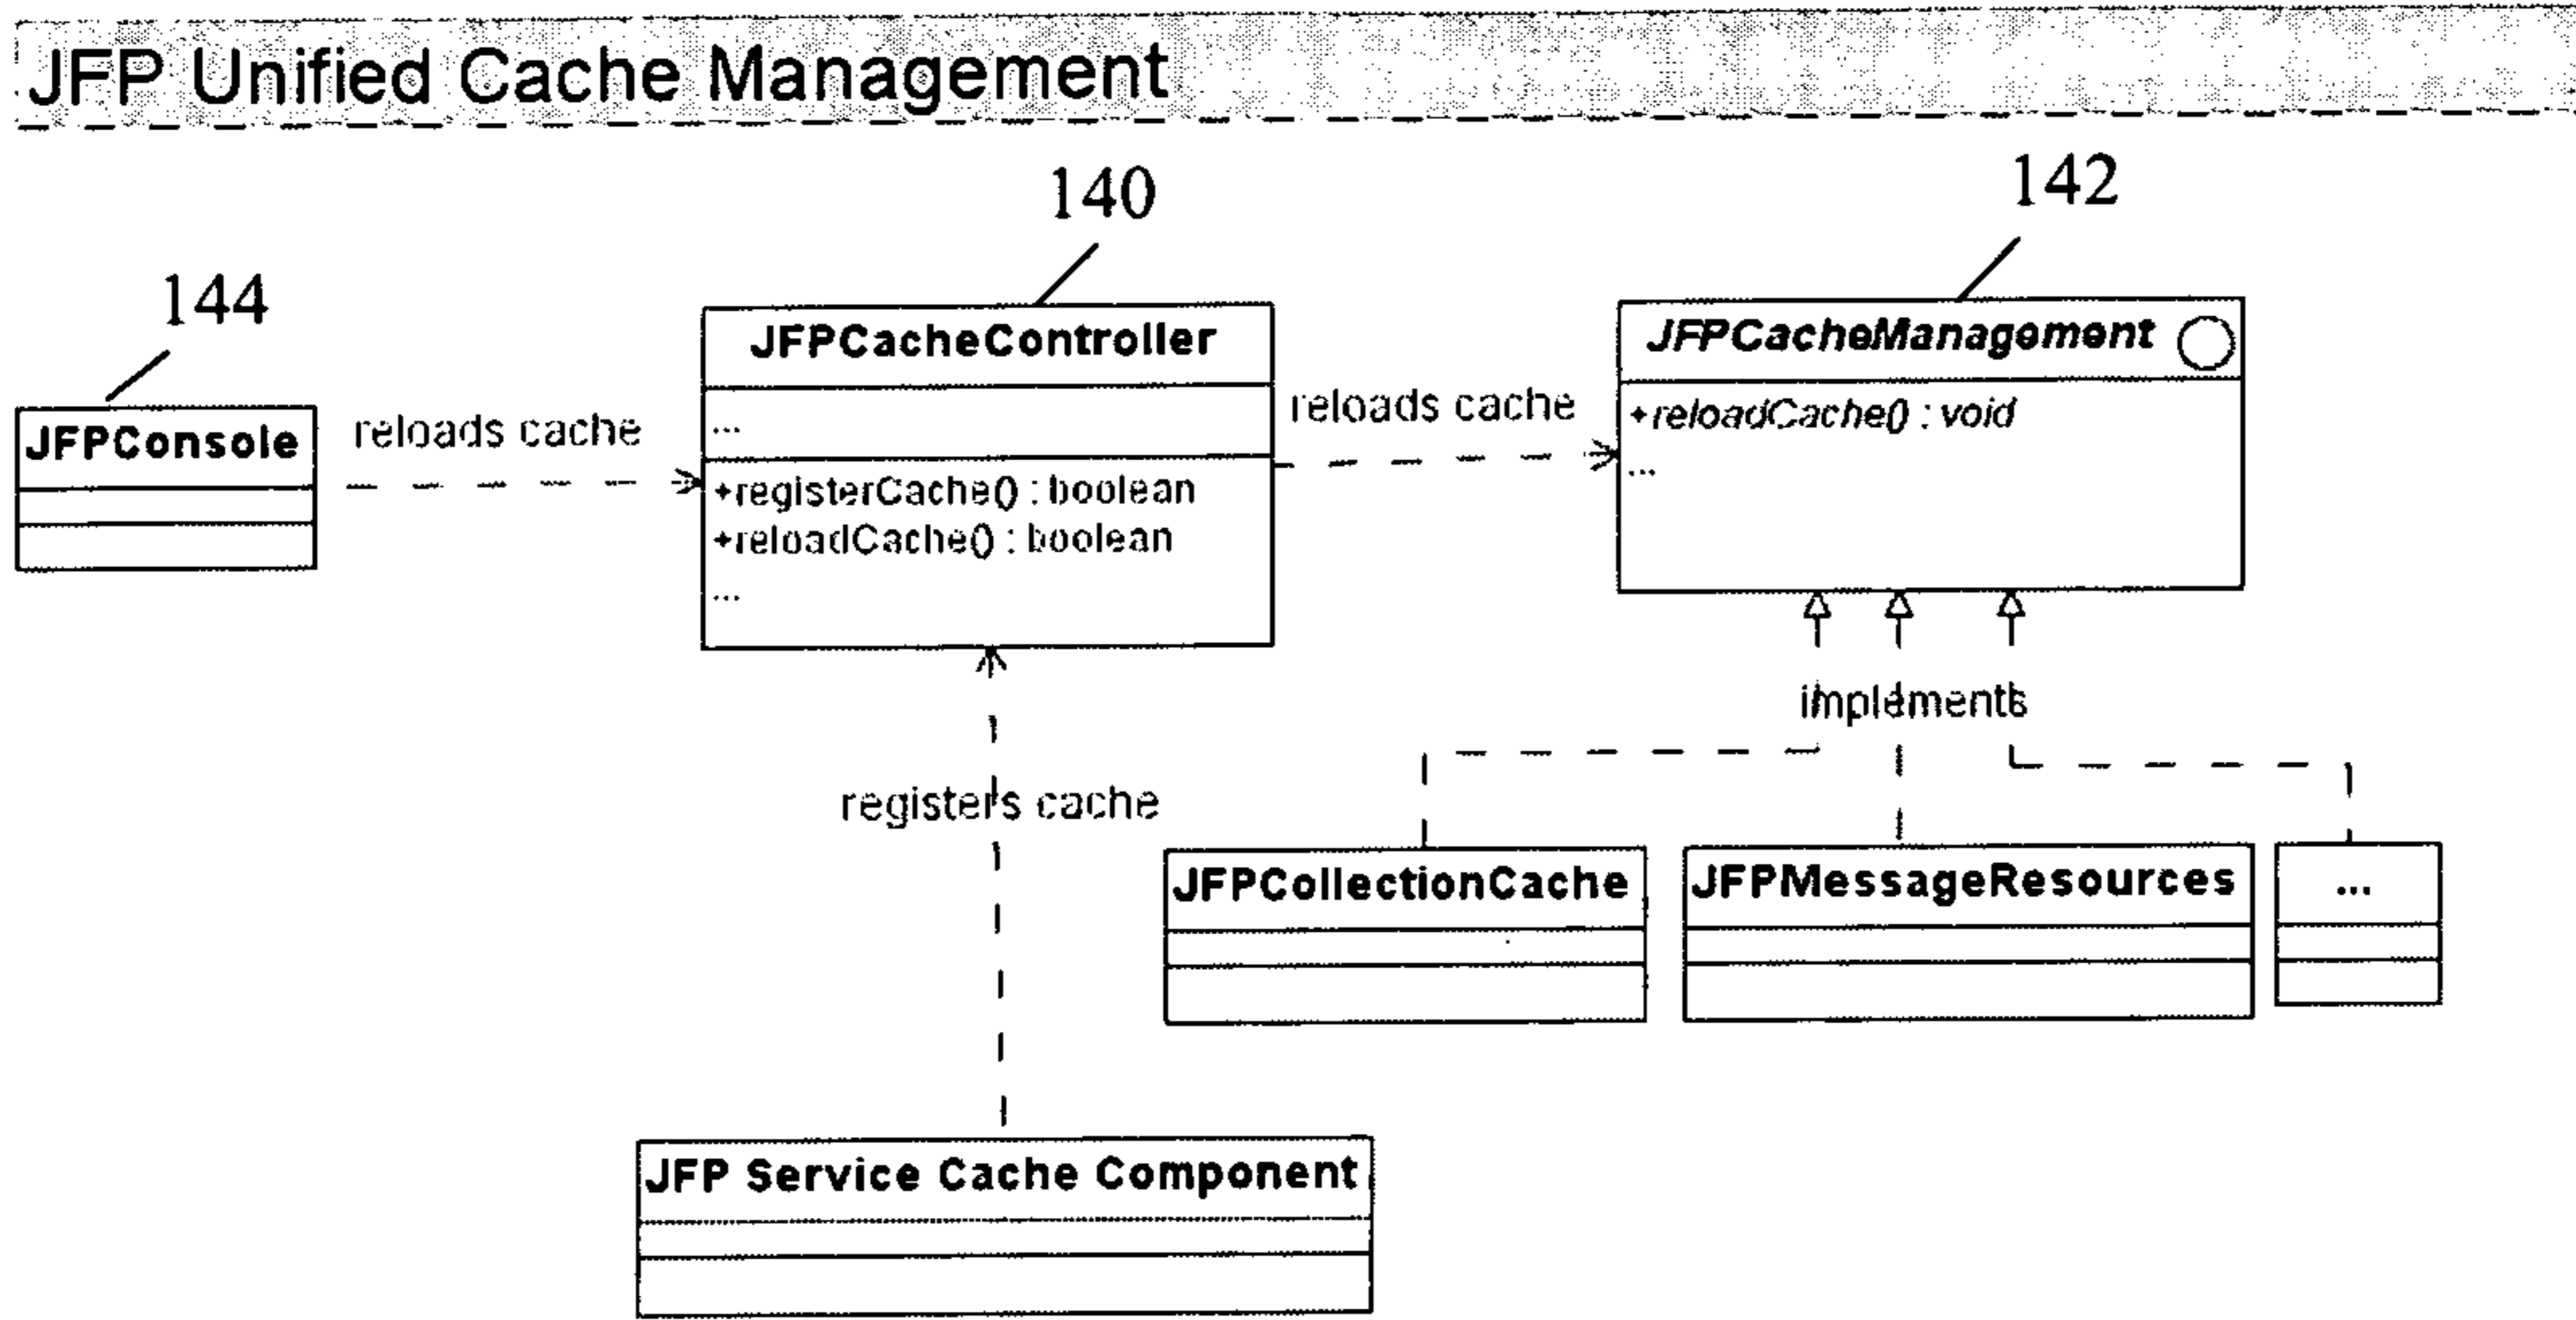 JFP Unified Cache Management
140
142
144
JFPConsole
reloads cache
JFPCacheController
...
+registerCache() : boolean
+reloadCache() : boolean
...
reloads cache
JFPCacheManagement
+reloadCache() : void
...
implements
registers cache
JFPCollectionCache
JFPMessageResources
...
JFP Service Cache Component